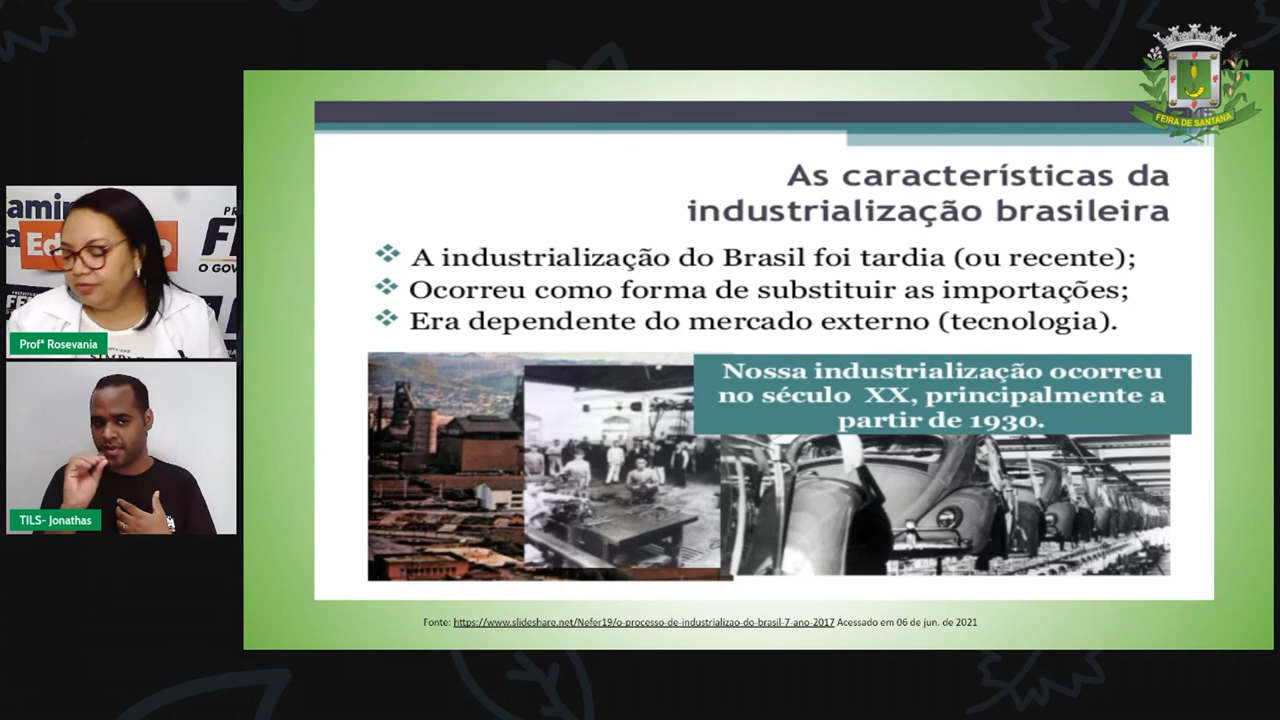 FEIRA DE SANTANA
As características da
industrialização brasileira
A industrialização do Brasil foi tardia (ou recente);
Ocorreu como forma de substituir as importações;
Era dependente do mercado externo (tecnologia).
Nossa industrialização ocorreu
no século XX, principalmente a
partir de 1930.
Profª Rosevania
TILS- Jonathas
Fonte: https://www.slideshare.net/Nefer19/o-processo-de-industrializao-do-brasil-7-ano-2017 Acessado em 06 de jun. de 2021